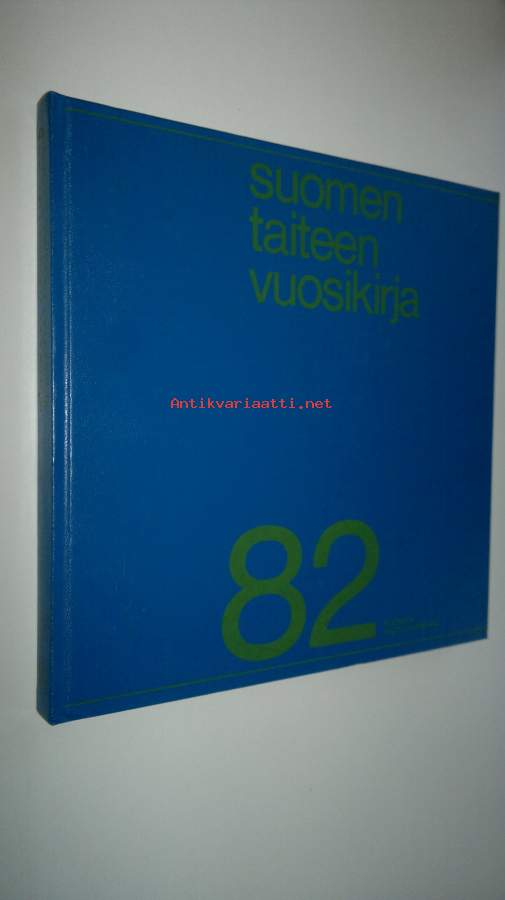 suomen
taiteen
vuosikirja
Antikvariaatti.net
82